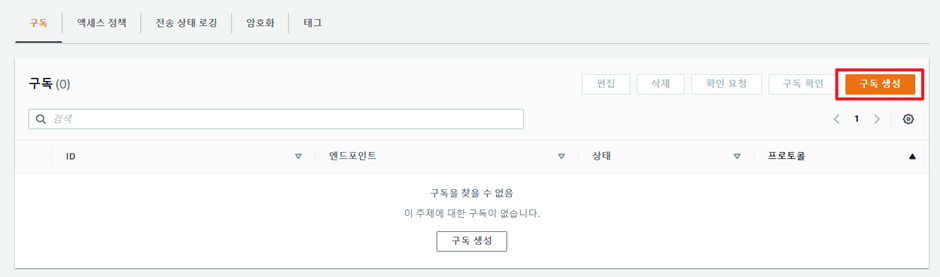 구독 액세스 정책 전송 상태 로깅 암호화 태그
구독 (0) 편집 삭제 확인 요청 구독 확인 구독 생성
검색 1
ID 엔드포인트 상태 프로토콜
구독을 찾을 수 없음
이 주제에 대한 구독이 없습니다.
구독 생성